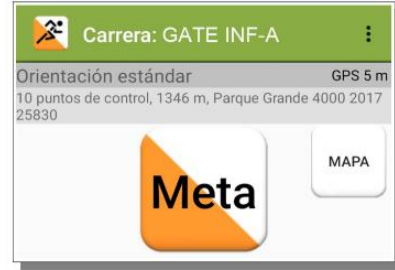 Carrera: GATE INF-A
Orientación estándar GPS 5 m
10 puntos de control, 1346 m, Parque Grande 4000 2017
25830
Meta
MAPA